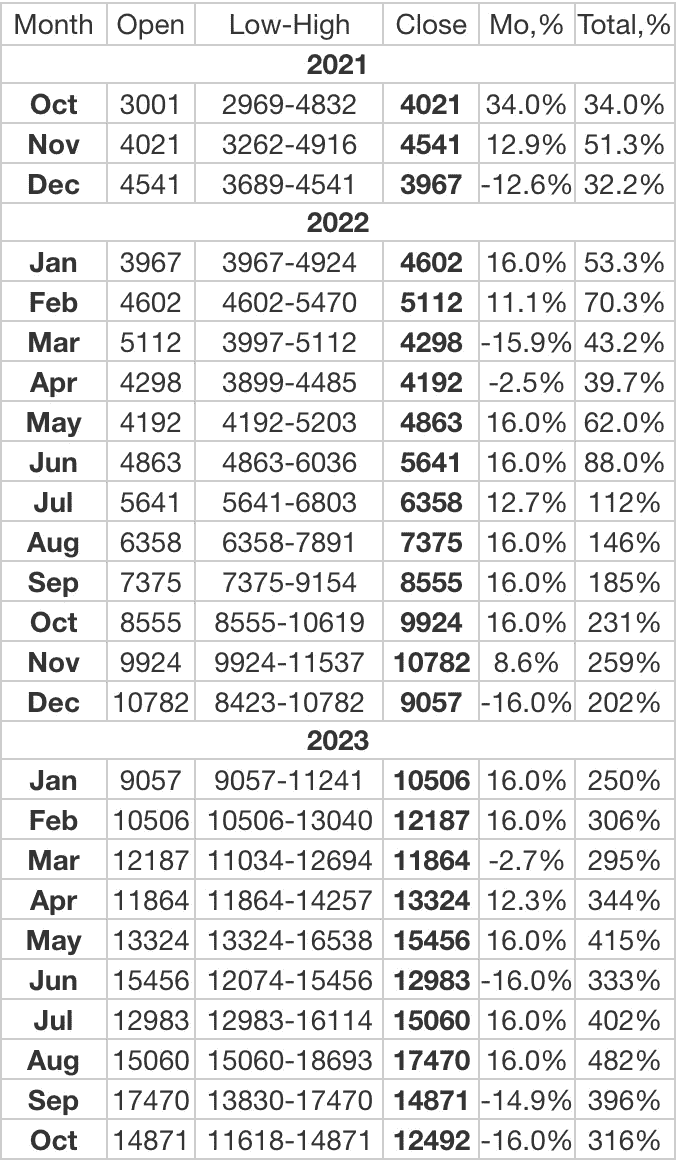 Month Open Low-High Close Mo,% Total,%
2021
Oct 3001 2969-4832 4021 34.0% 34.0%
Nov 4021 3262-4916 4541 12.9% 51.3%
Dec 4541 3689-4541 3967 -12.6% 32.2%
2022
Jan 3967 3967-4924 4602 16.0% 53.3%
Feb 4602 4602-5470 5112 11.1% 70.3%
Mar 5112 3997-5112 4298 -15.9% 43.2%
Apr 4298 3899-4485 4192 -2.5% 39.7%
May 4192 4192-5203 4863 16.0% 62.0%
Jun 4863 4863-6036 5641 16.0% 88.0%
Jul 5641 5641-6803 6358 12.7% 112%
Aug 6358 6358-7891 7375 16.0% 146%
Sep 7375 7375-9154 8555 16.0% 185%
Oct 8555 8555-10619 9924 16.0% 231%
Nov 9924 9924-11537 10782 8.6% 259%
Dec 10782 8423-10782 9057 -16.0% 202%
2023
Jan 9057 9057-11241 10506 16.0% 250%
Feb 10506 10506-13040 12187 16.0% 306%
Mar 12187 11034-12694 11864 -2.7% 295%
Apr 11864 11864-14257 13324 12.3% 344%
May 13324 13324-16538 15456 16.0% 415%
Jun 15456 12074-15456 12983 -16.0% 333%
Jul 12983 12983-16114 15060 16.0% 402%
Aug 15060 15060-18693 17470 16.0% 482%
Sep 17470 13830-17470 14871 -14.9% 396%
Oct 14871 11618-14871 12492 -16.0% 316%